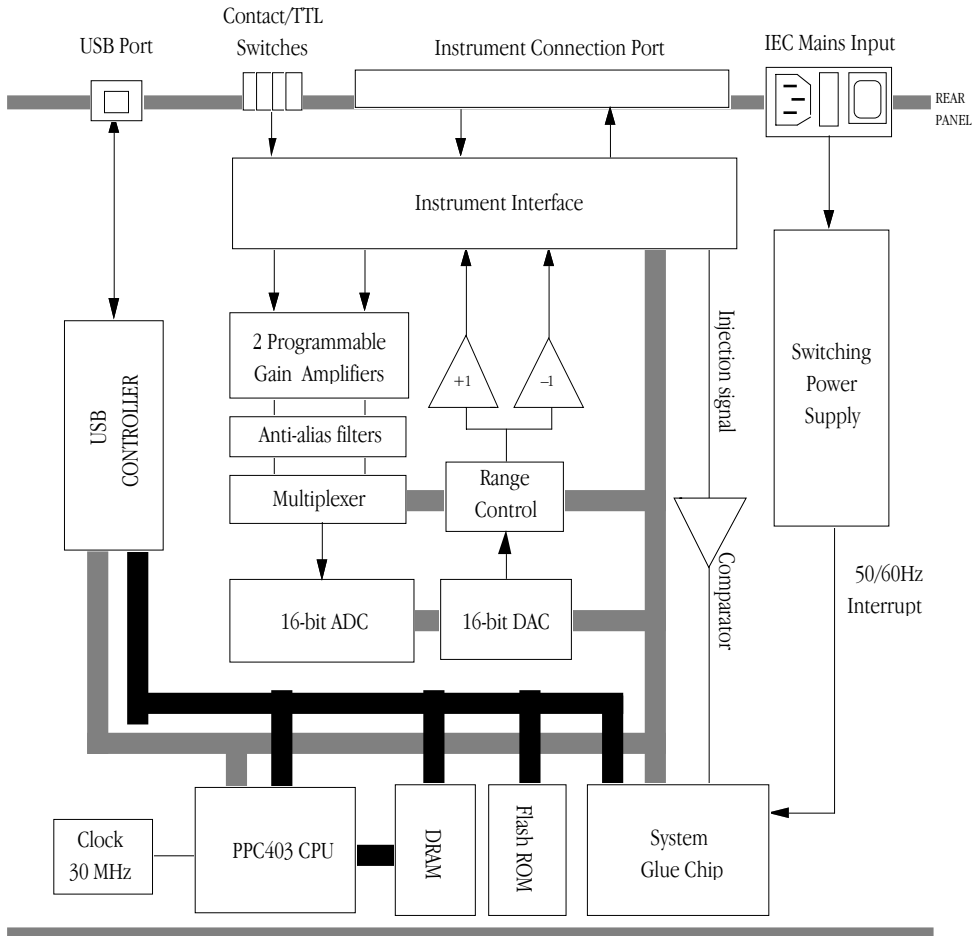 USB Port
Contact/TTL
Switches
Instrument Connection Port
IEC Mains Input
REAR
PANEL
Instrument Interface
2 Programmable
Gain Amplifiers
+1
–1
Injection signal
Switching
Power
Supply
USB
CONTROLLER
Anti-alias filters
Multiplexer
Range
Control
Comparator
16-bit ADC
16-bit DAC
50/60Hz
Interrupt
Clock
30 MHz
PPC403 CPU
DRAM
Flash ROM
System
Glue Chip